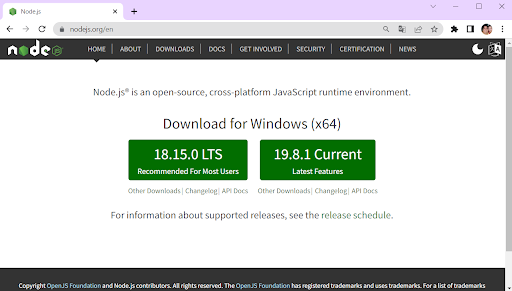 Node.js
nodejs.org/en
node JS
HOME | ABOUT | DOWNLOADS | DOCS | GET INVOLVED | SECURITY | CERTIFICATION | NEWS
Node.js® is an open-source, cross-platform JavaScript runtime environment.
Download for Windows (x64)
18.15.0 LTS
Recommended For Most Users
19.8.1 Current
Latest Features
Other Downloads | Changelog | API Docs
Other Downloads | Changelog | API Docs
For information about supported releases, see the release schedule.
Copyright OpenJS Foundation and Node.js contributors. All rights reserved. The OpenJS Foundation has registered trademarks and uses trademarks. For a list of trademarks